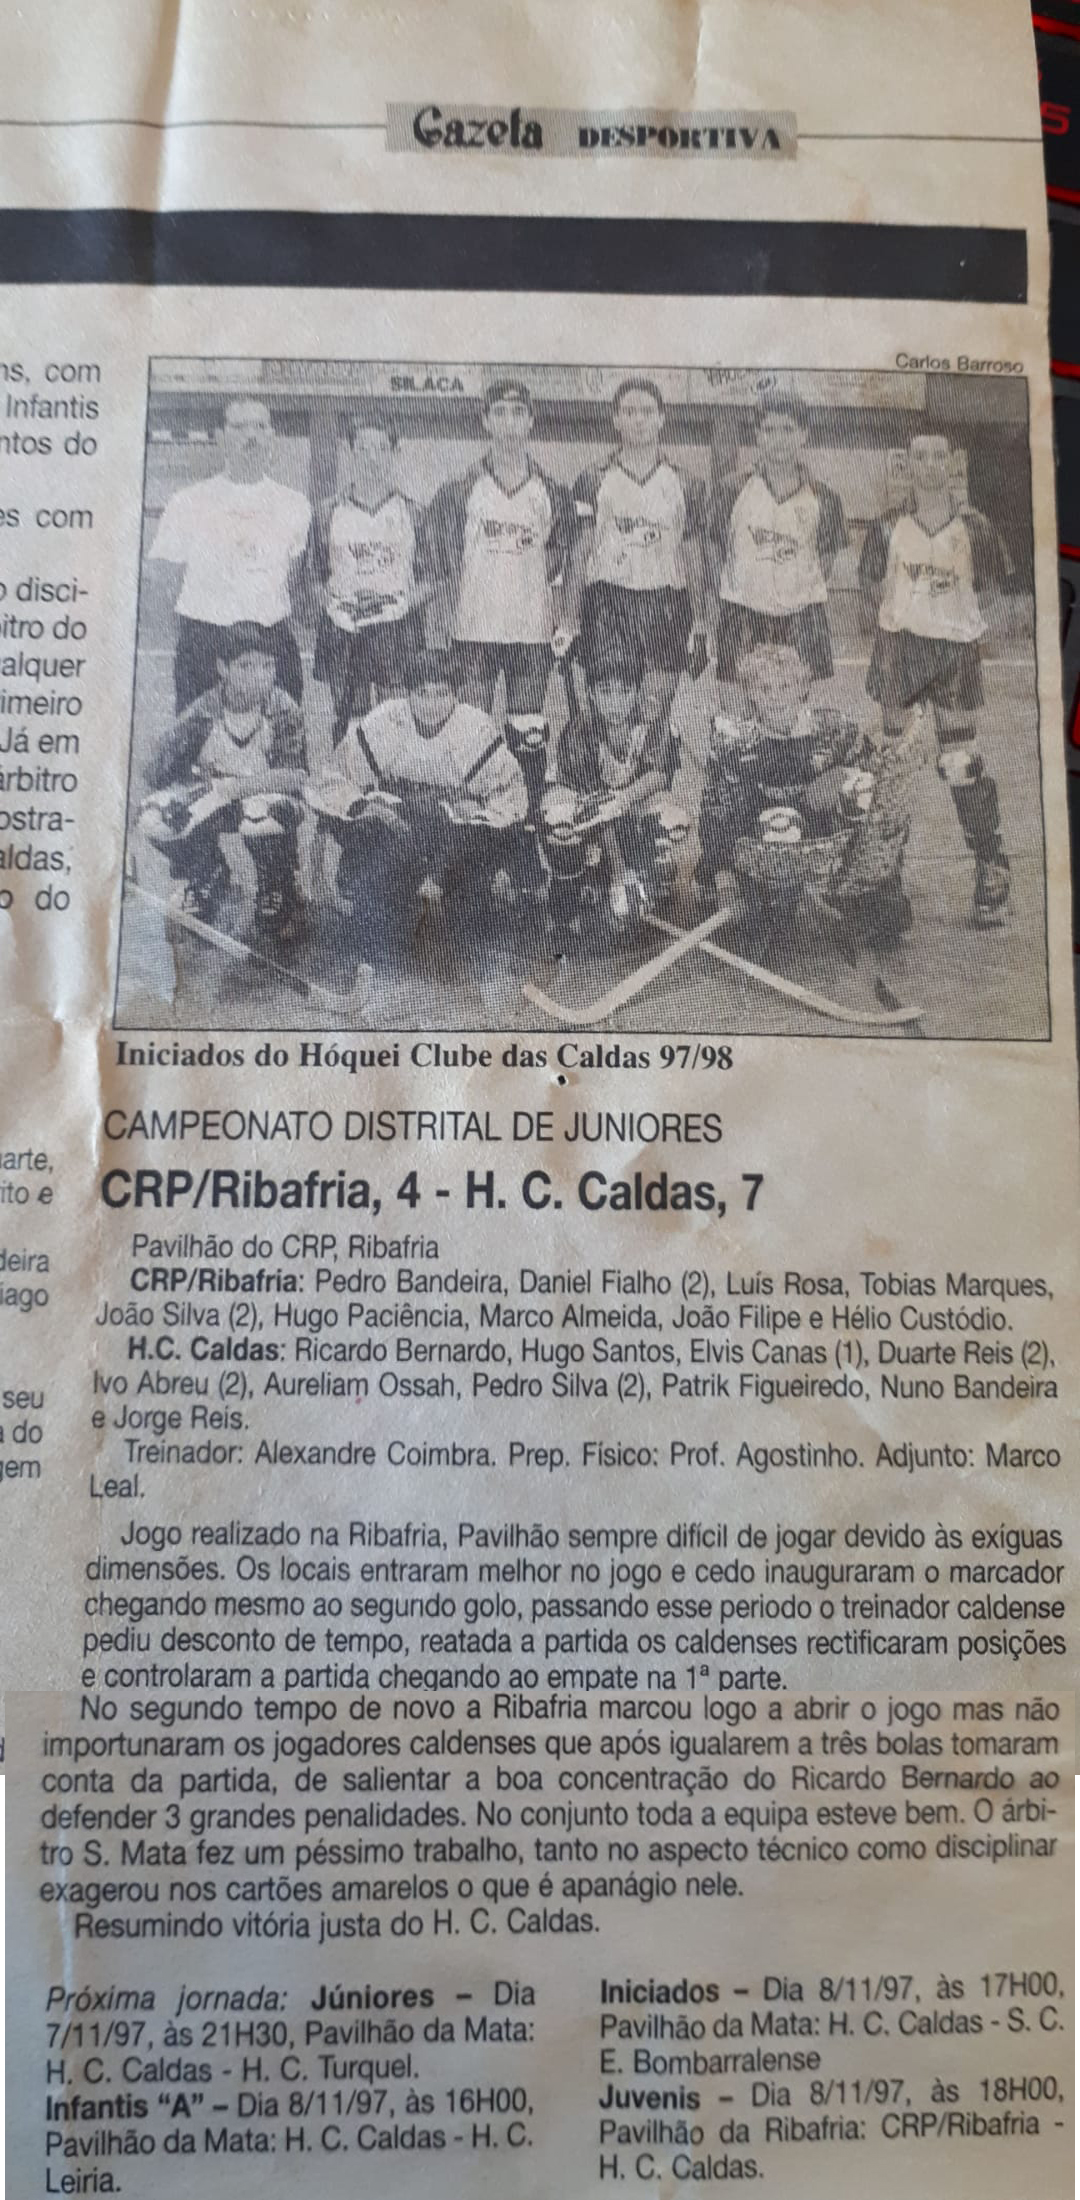 Gazeta DESPORTIVA
Carlos Barroso
ns, com
Infantis
ntos do
es com
o disci-
itro do
alquer
imeiro
Já em
árbitro
ostra-
aldas,
o do
SILACA
Iniciados do Hóquei Clube das Caldas 97/98
CAMPEONATO DISTRITAL DE JUNIORES
CRP/Ribafria, 4 - H. C. Caldas, 7
arte,
ito e
deira
iago
seu
a do
gem
Pavilhão do CRP, Ribafria
CRP/Ribafria: Pedro Bandeira, Daniel Fialho (2), Luís Rosa, Tobias Marques,
João Silva (2), Hugo Paciência, Marco Almeida, João Filipe e Hélio Custódio.
H.C. Caldas: Ricardo Bernardo, Hugo Santos, Elvis Canas (1), Duarte Reis (2),
Ivo Abreu (2), Aureliam Ossah, Pedro Silva (2), Patrik Figueiredo, Nuno Bandeira
e Jorge Reis.
Treinador: Alexandre Coimbra. Prep. Físico: Prof. Agostinho. Adjunto: Marco
Leal.
Jogo realizado na Ribafria, Pavilhão sempre difícil de jogar devido às exíguas
dimensões. Os locais entraram melhor no jogo e cedo inauguraram o marcador
chegando mesmo ao segundo golo, passando esse periodo o treinador caldense
pediu desconto de tempo, reatada a partida os caldenses rectificaram posições
e controlaram a partida chegando ao empate na 1ª parte.
No segundo tempo de novo a Ribafria marcou logo a abrir o jogo mas não
importunaram os jogadores caldenses que após igualarem a três bolas tomaram
conta da partida, de salientar a boa concentração do Ricardo Bernardo ao
defender 3 grandes penalidades. No conjunto toda a equipa esteve bem. O árbi-
tro S. Mata fez um péssimo trabalho, tanto no aspecto técnico como disciplinar
exagerou nos cartões amarelos o que é apanágio nele.
Resumindo vitória justa do H. C. Caldas.
Próxima jornada: Júniores – Dia
7/11/97, às 21H30, Pavilhão da Mata:
H. C. Caldas - H. C. Turquel.
Infantis “A” – Dia 8/11/97, às 16H00,
Pavilhão da Mata: H. C. Caldas - H. C.
Leiria.
Iniciados – Dia 8/11/97, às 17H00,
Pavilhão da Mata: H. C. Caldas - S. C.
E. Bombarralense
Juvenis – Dia 8/11/97, às 18H00,
Pavilhão da Ribafria: CRP/Ribafria -
H. C. Caldas.